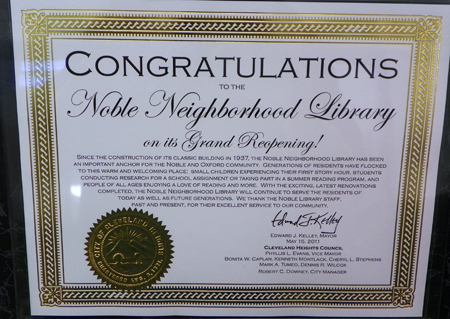 CONGRATULATIONS
TO THE
Noble Neighborhood Library
on its Grand Reopening!
SINCE THE CONSTRUCTION OF ITS CLASSIC BUILDING IN 1937, THE NOBLE NEIGHBORHOOD LIBRARY HAS BEEN
AN IMPORTANT ANCHOR FOR THE NOBLE AND OXFORD COMMUNITY. GENERATIONS OF RESIDENTS HAVE FLOCKED
TO THIS WARM AND WELCOMING PLACE: SMALL CHILDREN EXPERIENCING THEIR FIRST STORY HOUR, STUDENTS
CONDUCTING RESEARCH FOR A SCHOOL ASSIGNMENT OR TAKING PART IN A SUMMER READING PROGRAM, AND
PEOPLE OF ALL AGES ENJOYING A LOVE OF READING AND MORE. WITH THE EXCITING, LATEST RENOVATIONS
COMPLETED, THE NOBLE NEIGHBORHOOD LIBRARY WILL CONTINUE TO SERVE THE RESIDENTS OF
TODAY AS WELL AS FUTURE GENERATIONS. WE THANK THE NOBLE LIBRARY STAFF,
PAST AND PRESENT, FOR THEIR EXCELLENT SERVICE TO OUR COMMUNITY.
Edward J. Kelley
EDWARD J. KELLEY, MAYOR
MAY 15, 2011
CLEVELAND HEIGHTS COUNCIL
PHYLLIS L. EVANS, VICE MAYOR
BONITA W. CAPLAN, KENNETH MONTLACK, CHERYL L. STEPHENS
MARK A. TUMEO, DENNIS R. WILCOX
ROBERT C. DOWNEY, CITY MANAGER
CITY OF CLEVELAND HEIGHTS